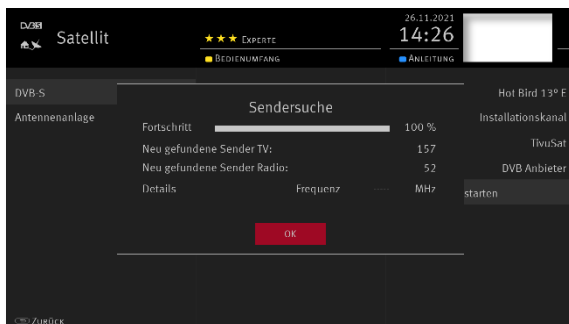 DVB-S
Satellit
★★★ EXPERTE
BEDIENUMFANG
26.11.2021
14:26
ANLEITUNG
DVB-S
Antennenanlage
Hot Bird 13° E
Installationskanal
TivuSat
DVB Anbieter
starten
Sendersuche
Fortschritt 100 %
Neu gefundene Sender TV: 157
Neu gefundene Sender Radio: 52
Details Frequenz ----- MHz
OK
ZURÜCK